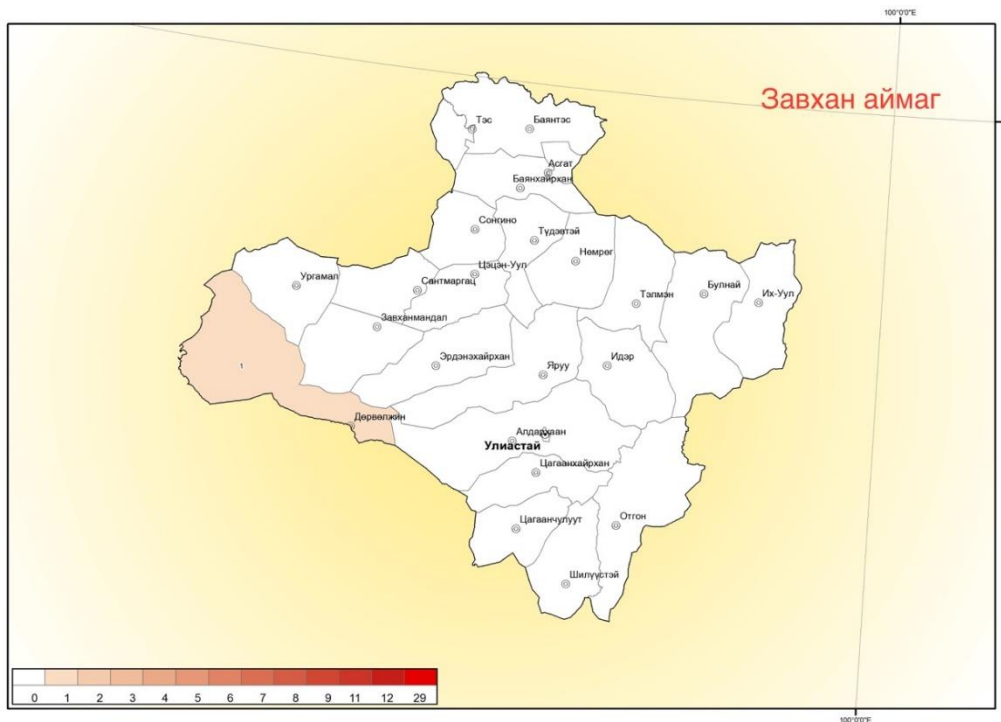 100°0'0"E
Завхан аймаг
Тэс
Баянтэс
Асгат
Баянхайрхан
Сонгино
Түдэвтэй
Нөмрөг
Ургамал
Сантмаргац
Цэцэн-Уул
Тэлмэн
Булнай
Их-Уул
Завханмандал
1
Эрдэнэхайрхан
Яруу
Идэр
Дөрвөлжин
Алдархаан
Улиастай
Цагаанхайрхан
Цагаанчулуут
Отгон
Шилүүстэй
0 1 2 3 4 5 6 7 8 9 11 12 29
100°0'0"E